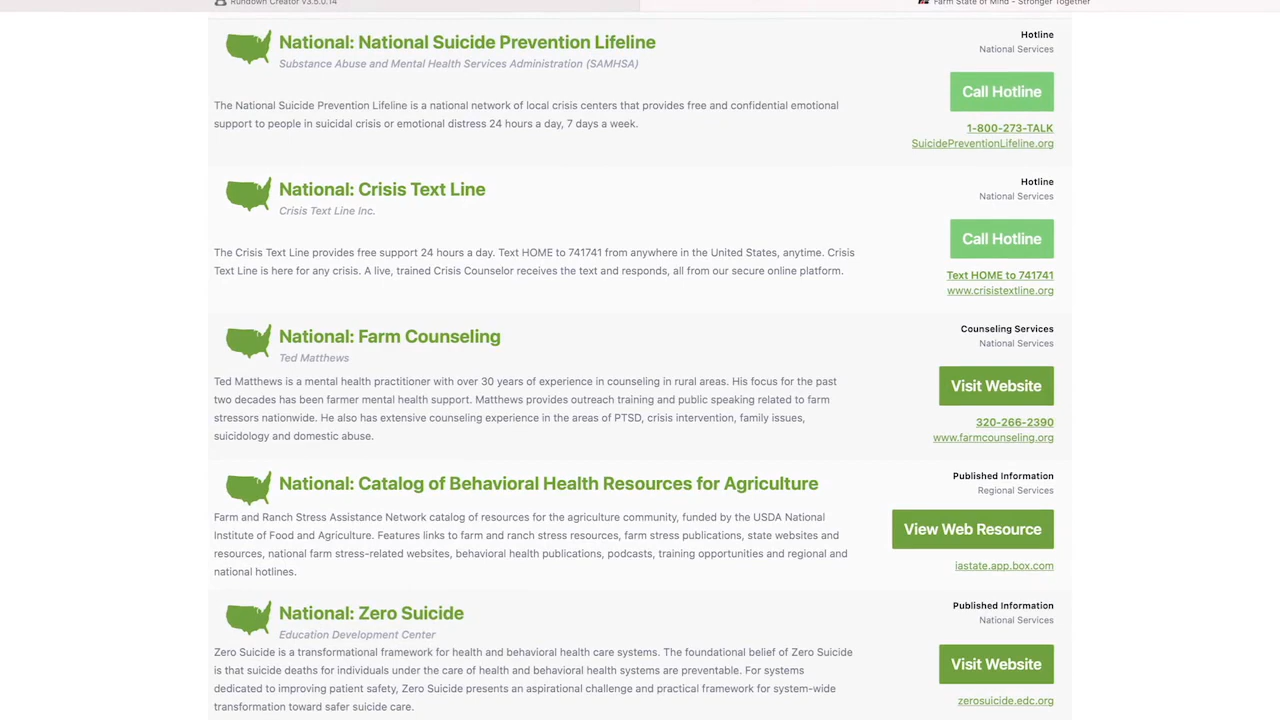 Rundown Creator v3.5.0.14
Farm State of Mind - Stronger Together
National: National Suicide Prevention Lifeline
Substance Abuse and Mental Health Services Administration (SAMHSA)
The National Suicide Prevention Lifeline is a national network of local crisis centers that provides free and confidential emotional
support to people in suicidal crisis or emotional distress 24 hours a day, 7 days a week.
Hotline
National Services
Call Hotline
1-800-273-TALK
SuicidePreventionLifeline.org
National: Crisis Text Line
Crisis Text Line Inc.
The Crisis Text Line provides free support 24 hours a day. Text HOME to 741741 from anywhere in the United States, anytime. Crisis
Text Line is here for any crisis. A live, trained Crisis Counselor receives the text and responds, all from our secure online platform.
Hotline
National Services
Call Hotline
Text HOME to 741741
www.crisistextline.org
National: Farm Counseling
Ted Matthews
Ted Matthews is a mental health practitioner with over 30 years of experience in counseling in rural areas. His focus for the past
two decades has been farmer mental health support. Matthews provides outreach training and public speaking related to farm
stressors nationwide. He also has extensive counseling experience in the areas of PTSD, crisis intervention, family issues,
suicidology and domestic abuse.
Counseling Services
National Services
Visit Website
320-266-2390
www.farmcounseling.org
National: Catalog of Behavioral Health Resources for Agriculture
Farm and Ranch Stress Assistance Network catalog of resources for the agriculture community, funded by the USDA National
Institute of Food and Agriculture. Features links to farm and ranch stress resources, farm stress publications, state websites and
resources, national farm stress-related websites, behavioral health publications, podcasts, training opportunities and regional and
national hotlines.
Published Information
Regional Services
View Web Resource
iastate.app.box.com
National: Zero Suicide
Education Development Center
Zero Suicide is a transformational framework for health and behavioral health care systems. The foundational belief of Zero Suicide
is that suicide deaths for individuals under the care of health and behavioral health systems are preventable. For systems
dedicated to improving patient safety, Zero Suicide presents an aspirational challenge and practical framework for system-wide
transformation toward safer suicide care.
Published Information
National Services
Visit Website
zerosuicide.edc.org